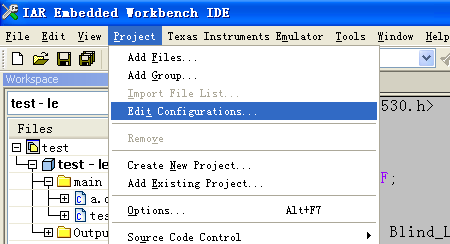 IAR Embedded Workbench IDE
File Edit View Project Texas Instruments Emulator Tools Window Help
Add Files...
Add Group...
Import File List...
Edit Configurations...
Remove
Create New Project...
Add Existing Project...
Options... Alt+F7
Source Code Control
Workspace
test - le
Files
test
test - le
main
a.c
tes
Outpu
530.h>
F;
Blind_L